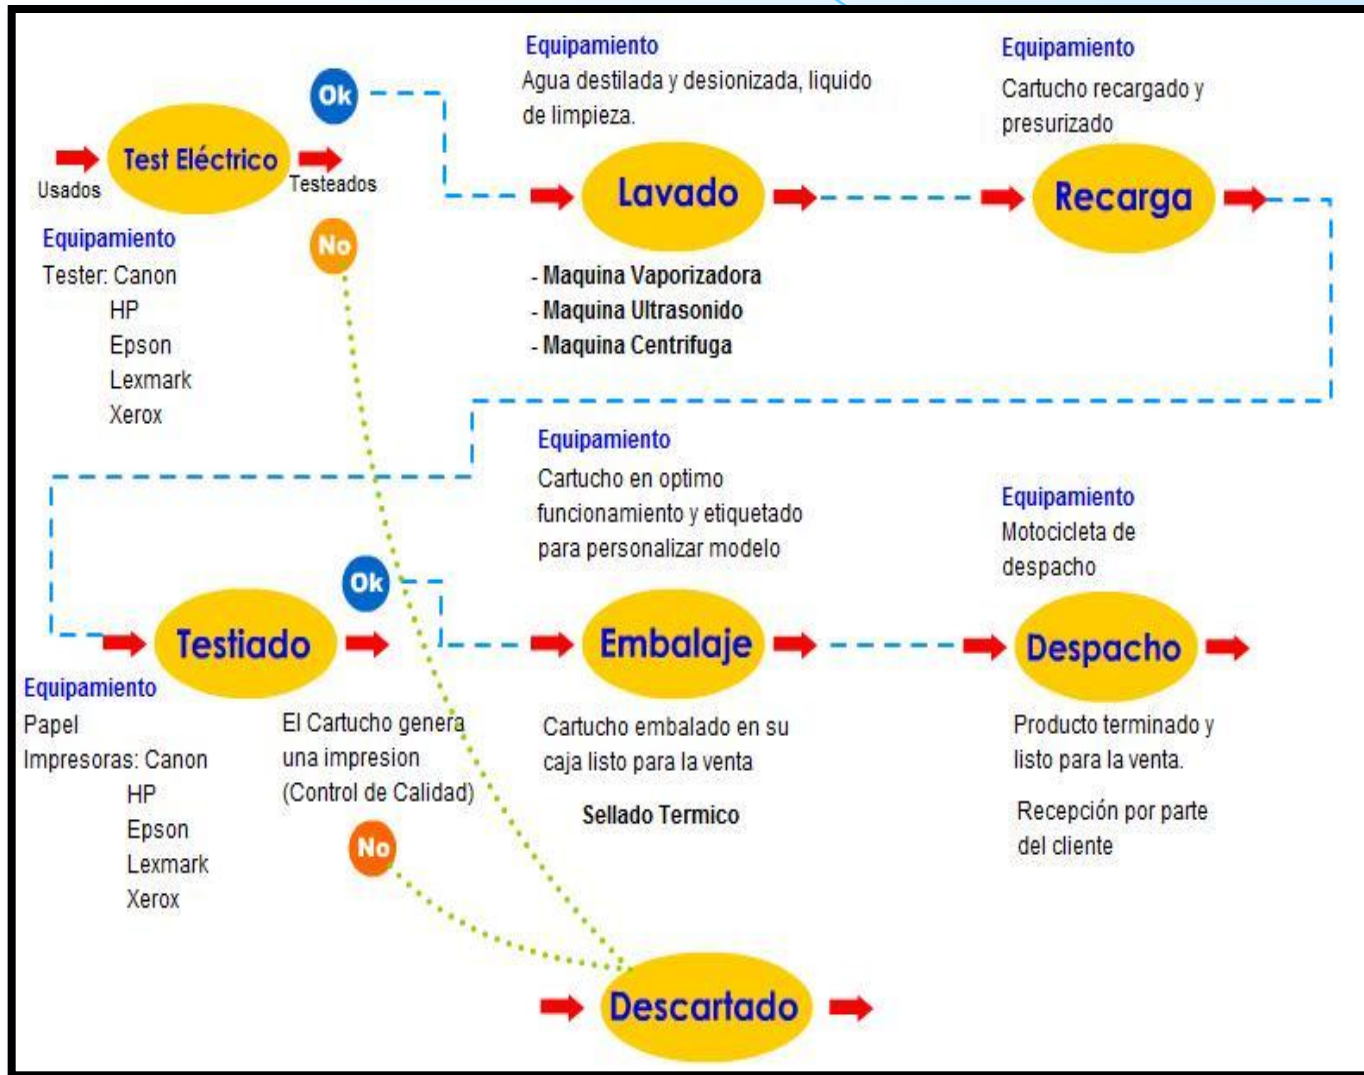 Ok
Test Eléctrico
Usados
Testeados
No
Equipamiento
Tester: Canon
HP
Epson
Lexmark
Xerox
Equipamiento
Agua destilada y desionizada, liquido
de limpieza.
Lavado
- Maquina Vaporizadora
- Maquina Ultrasonido
- Maquina Centrifuga
Equipamiento
Cartucho recargado y
presurizado
Recarga
Ok
Testiado
Equipamiento
Papel
Impresoras: Canon
HP
Epson
Lexmark
Xerox
El Cartucho genera
una impresion
(Control de Calidad)
No
Equipamiento
Cartucho en optimo
funcionamiento y etiquetado
para personalizar modelo
Embalaje
Cartucho embalado en su
caja listo para la venta
Sellado Termico
Equipamiento
Motocicleta de
despacho
Despacho
Producto terminado y
listo para la venta.
Recepción por parte
del cliente
Descartado